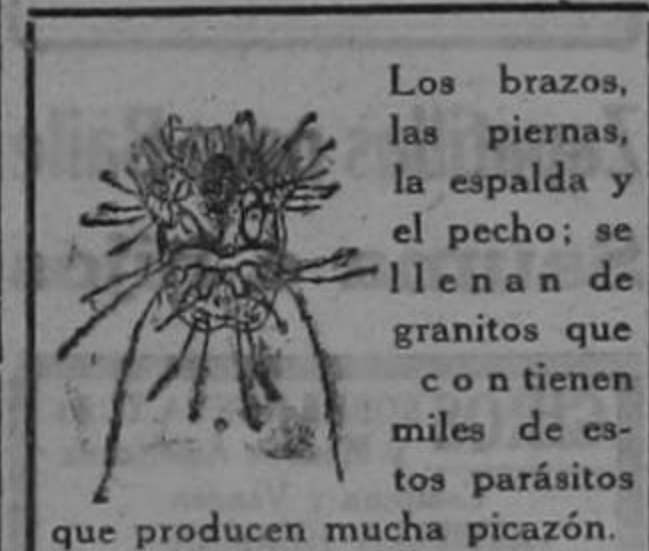 Los brazos,
las piernas,
la espalda y
el pecho; se
llenan de
granitos que
contienen
miles de es-
tos parásitos
que producen mucha picazón.